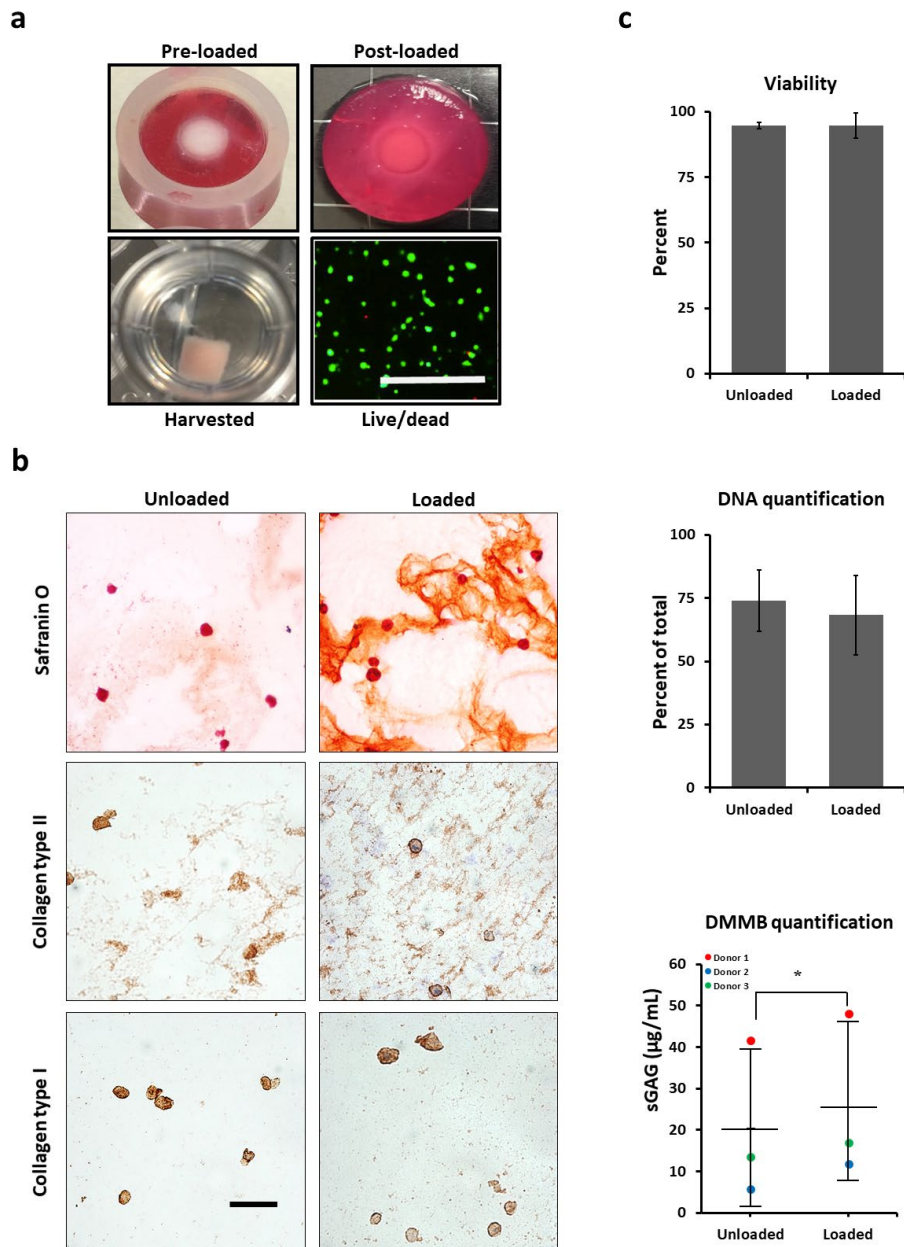 a
Pre-loaded
Post-loaded
Harvested
Live/dead
b
Unloaded
Loaded
Safranin O
Collagen type II
Collagen type I
c
Viability
Percent
100
75
50
25
0
Unloaded
Loaded
DNA quantification
Percent of total
100
75
50
25
0
Unloaded
Loaded
DMMB quantification
Donor 1
Donor 2
Donor 3
*
sGAG (µg/mL)
60
50
40
30
20
10
0
Unloaded
Loaded